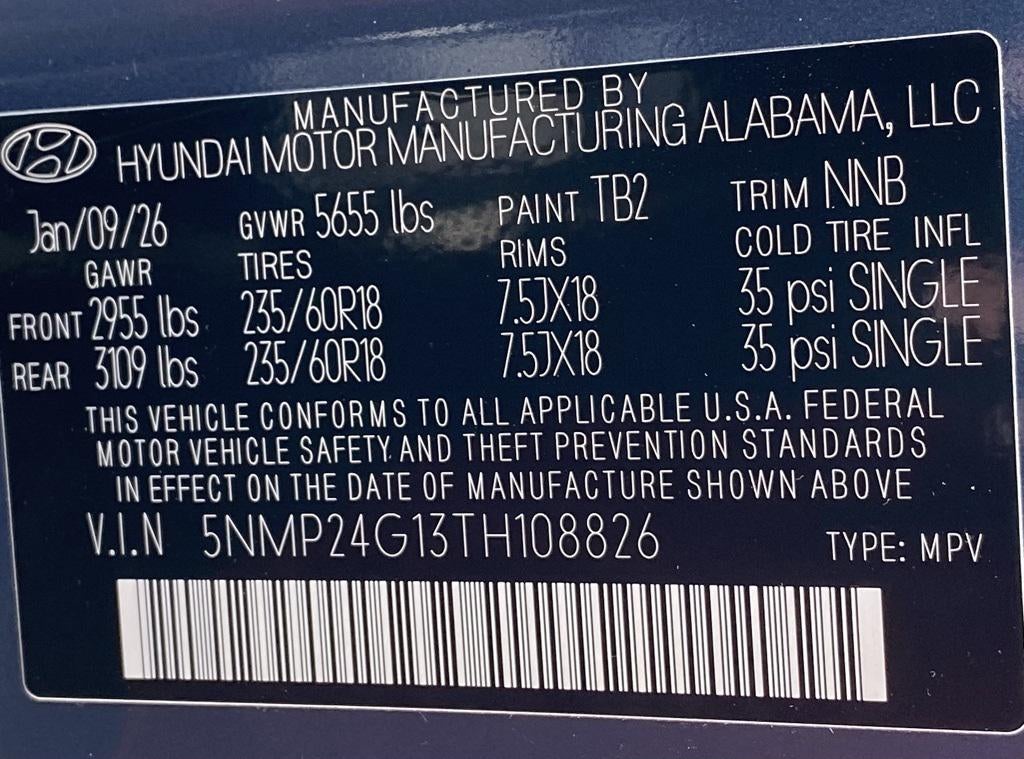 MANUFACTURED BY
HYUNDAI MOTOR MANUFACTURING ALABAMA, LLC
Jan/09/26 GVWR 5655 lbs PAINT TB2 TRIM NNB
GAWR TIRES RIMS COLD TIRE INFL
FRONT 2955 lbs 235/60R18 7.5JX18 35 psi SINGLE
REAR 3109 lbs 235/60R18 7.5JX18 35 psi SINGLE
THIS VEHICLE CONFORMS TO ALL APPLICABLE U.S.A. FEDERAL
MOTOR VEHICLE SAFETY AND THEFT PREVENTION STANDARDS
IN EFFECT ON THE DATE OF MANUFACTURE SHOWN ABOVE
V.I.N 5NMP24G13TH108826 TYPE: MPV